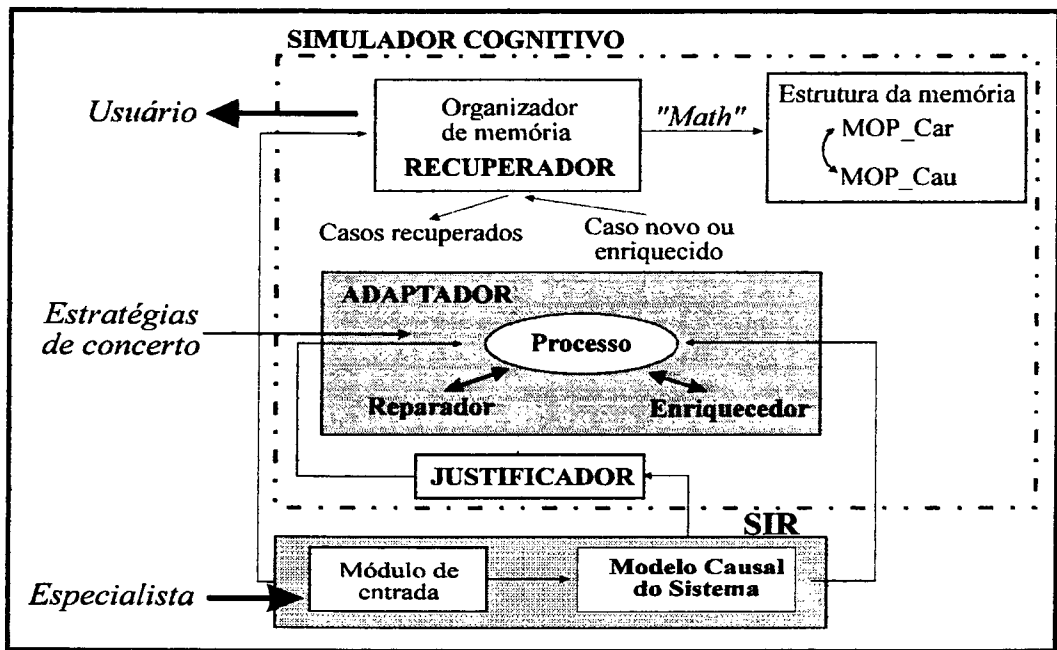 SIMULADOR COGNITIVO
Usuário
Organizador
de memória
RECUPERADOR
"Math"
Estrutura da memória
MOP_Car
MOP_Cau
Casos recuperados
Caso novo ou
enriquecido
ADAPTADOR
Estratégias
de concerto
Processo
Reparador
Enriquecedor
JUSTIFICADOR
SIR
Especialista
Módulo de
entrada
Modelo Causal
do Sistema